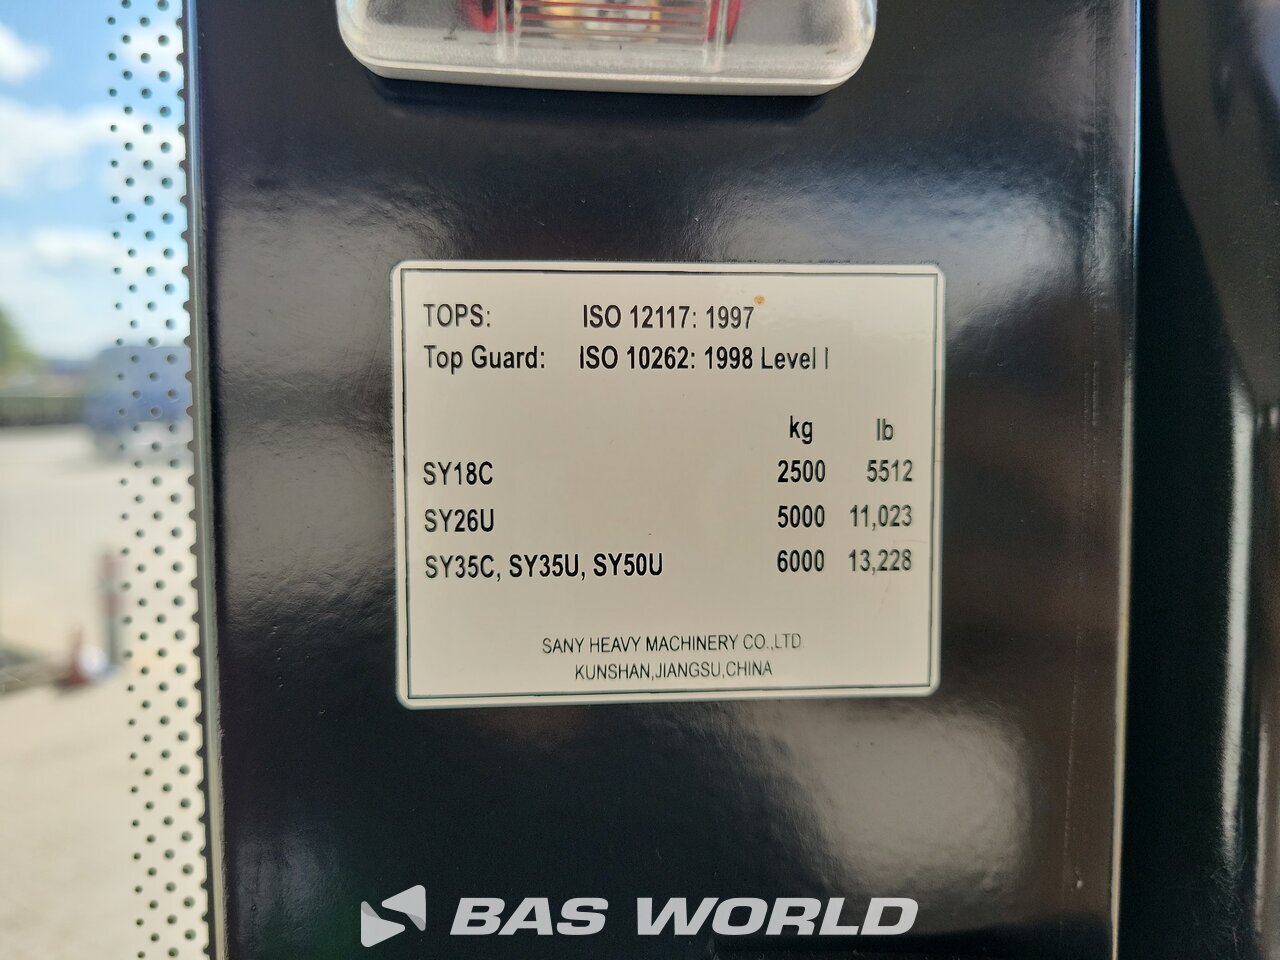 TOPS: ISO 12117: 1997
Top Guard: ISO 10262: 1998 Level I
kg lb
SY18C 2500 5512
SY26U 5000 11,023
SY35C, SY35U, SY50U 6000 13,228
SANY HEAVY MACHINERY CO.,LTD.
KUNSHAN,JIANGSU,CHINA
BAS WORLD